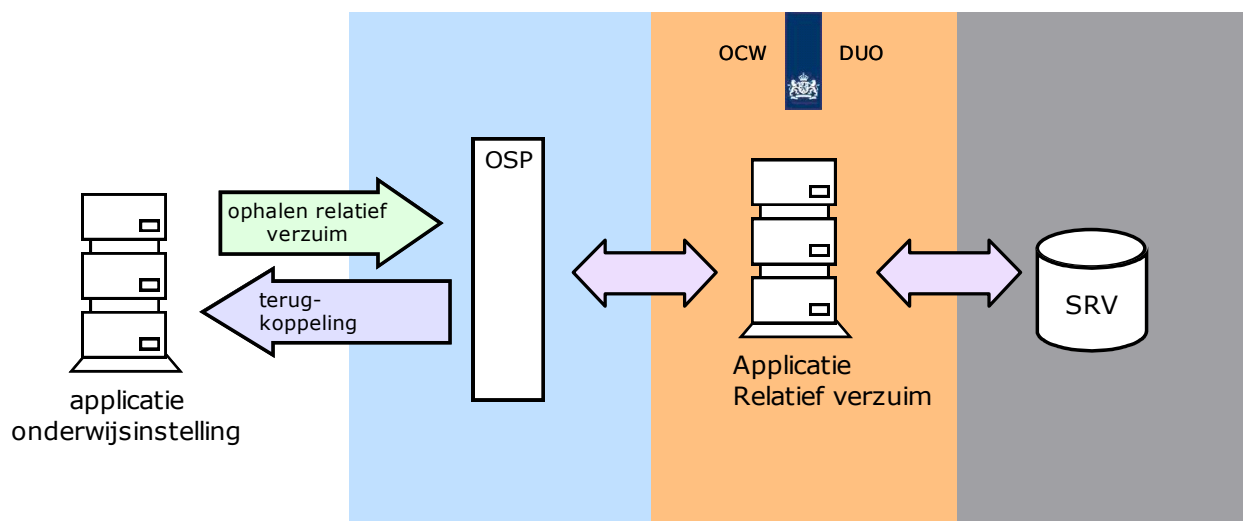 OCW DUO
OSP
ophalen relatief
verzuim
terug-
koppeling
SRV
Applicatie
Relatief verzuim
applicatie
onderwijsinstelling